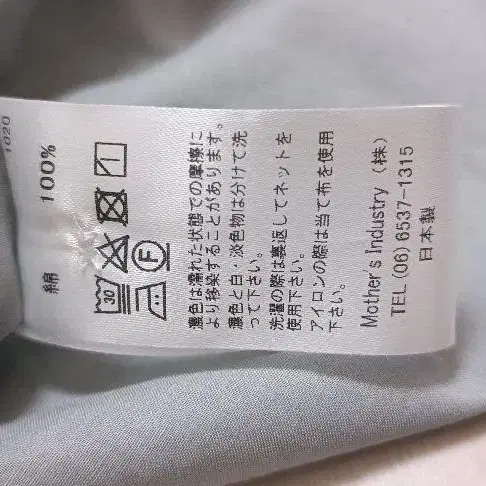 1020
綿 100%
30
F
濃色は濡れた状態での摩擦に
より移染することがあります。
濃色と白・淡色物は分けて洗
って下さい。
洗濯の際は裏返してネットを
使用下さい。
アイロンの際は当て布を使用
下さい。
Mother's Industry (株)
TEL (06) 6537-1315
日本製